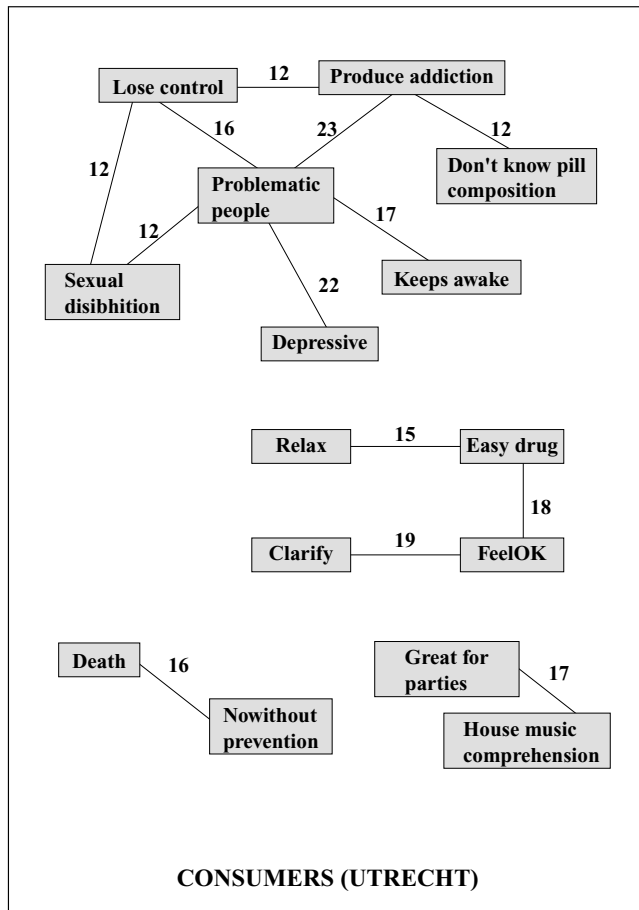 12
Lose control
Produce addiction
16
23
12
Don't know pill
composition
12
Problematic
people
17
12
Sexual
disibhition
22
Keeps awake
Depressive
Relax
15
Easy drug
18
Clarify
19
FeelOK
Death
16
Nowithout
prevention
Great for
parties
17
House music
comprehension
CONSUMERS (UTRECHT)